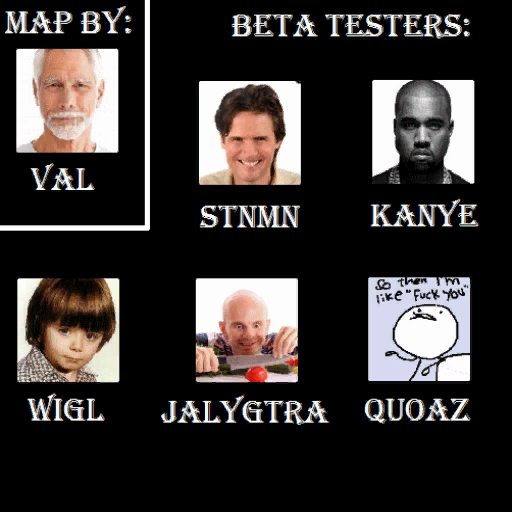 MAP BY:
BETA TESTERS:
VAL
STNMN
KANYE
So then I'm
like "Fuck You"
WIGL
JALYGTRA
QUOAZ